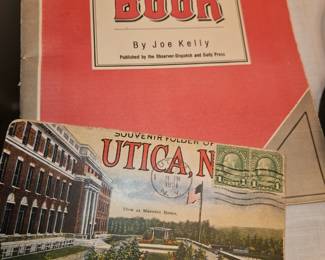 BOOK
By Joe Kelly
Published by the Observer-Dispatch and Daily Press
SOUVENIR FOLDER OF
UTICA, N